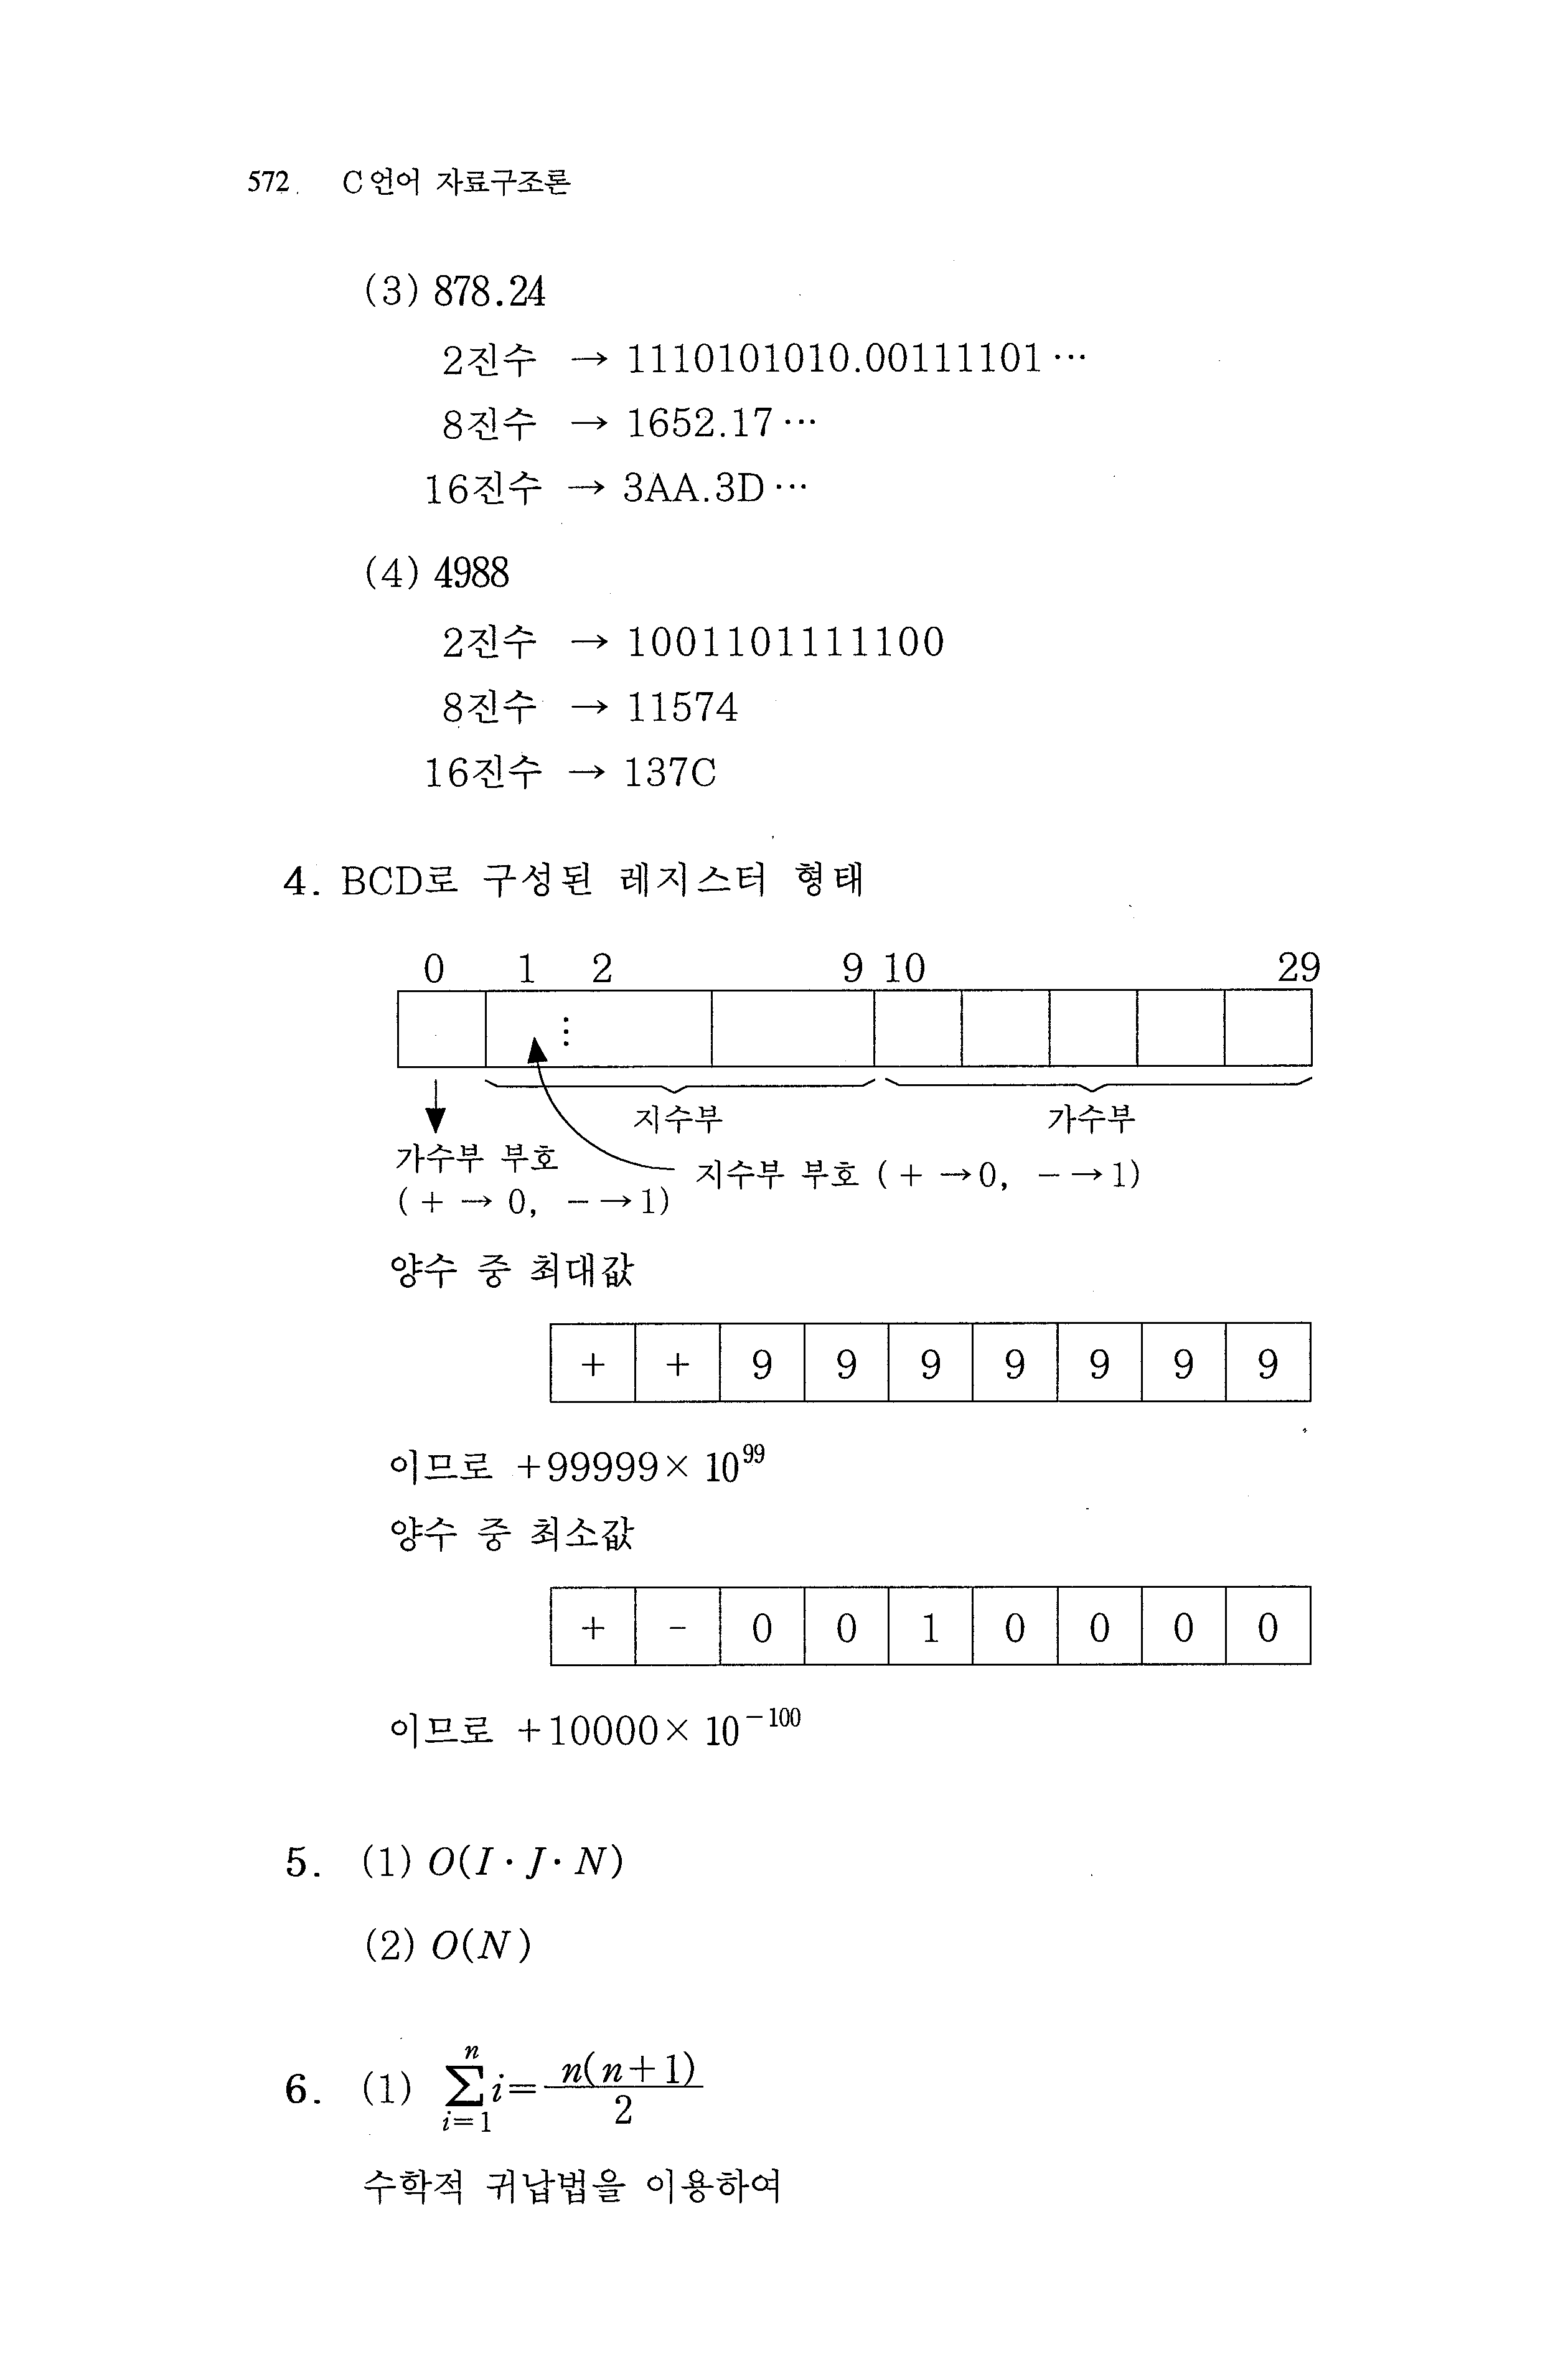 572. C언어 자료구조론
(3) 878.24
2진수 → 1110101010.00111101 ⋯
8진수 → 1652.17 ⋯
16진수 → 3AA.3D ⋯
(4) 4988
2진수 → 1001101111100
8진수 → 11574
16진수 → 137C
4. BCD로 구성된 레지스터 형태
0 1 2 9 10 29
⋮
지수부 가수부
가수부 부호
(+ → 0, - → 1)
지수부 부호 (+ → 0, - → 1)
양수 중 최대값
+ + 9 9 9 9 9 9 9
이므로 +99999× 10^99
양수 중 최소값
+ - 0 0 1 0 0 0 0
이므로 +10000× 10^-100
5. (1) O(I · J · N)
(2) O(N)
6. (1) ∑_{i=1}^{n} i = n(n+1)/2
수학적 귀납법을 이용하여